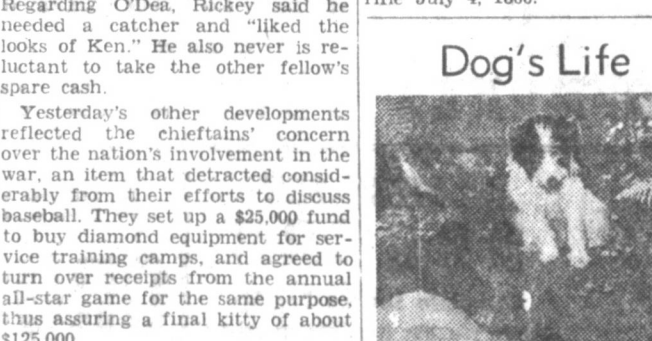 Regarding O'Dea, Rickey said he
needed a catcher and "liked the
looks of Ken." He also never is re-
luctant to take the other fellow's
spare cash.
Yesterday's other developments
reflected the chieftains' concern
over the nation's involvement in the
war, an item that detracted consid-
erably from their efforts to discuss
baseball. They set up a $25,000 fund
to buy diamond equipment for ser-
vice training camps, and agreed to
turn over receipts from the annual
all-star game for the same purpose,
thus assuring a final kitty of about
$125,000.
July 4,
Dog's Life